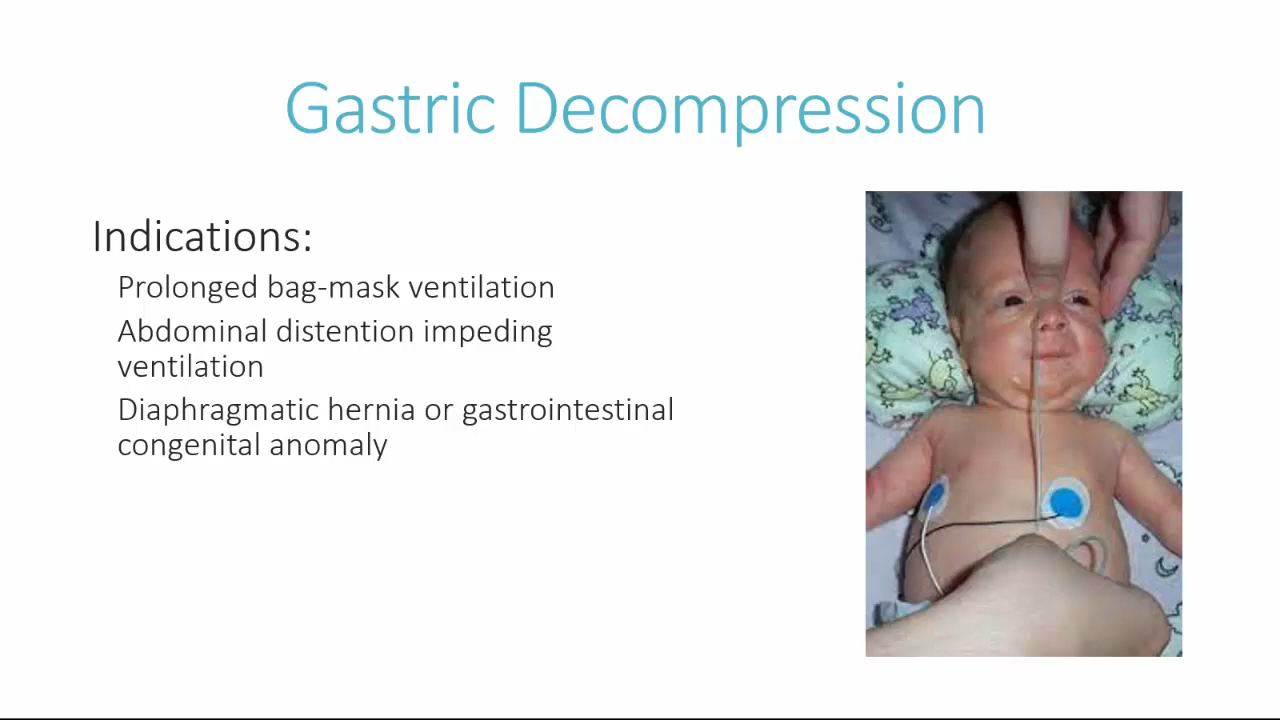 Gastric Decompression
Indications:
Prolonged bag-mask ventilation
Abdominal distention impeding
ventilation
Diaphragmatic hernia or gastrointestinal
congenital anomaly